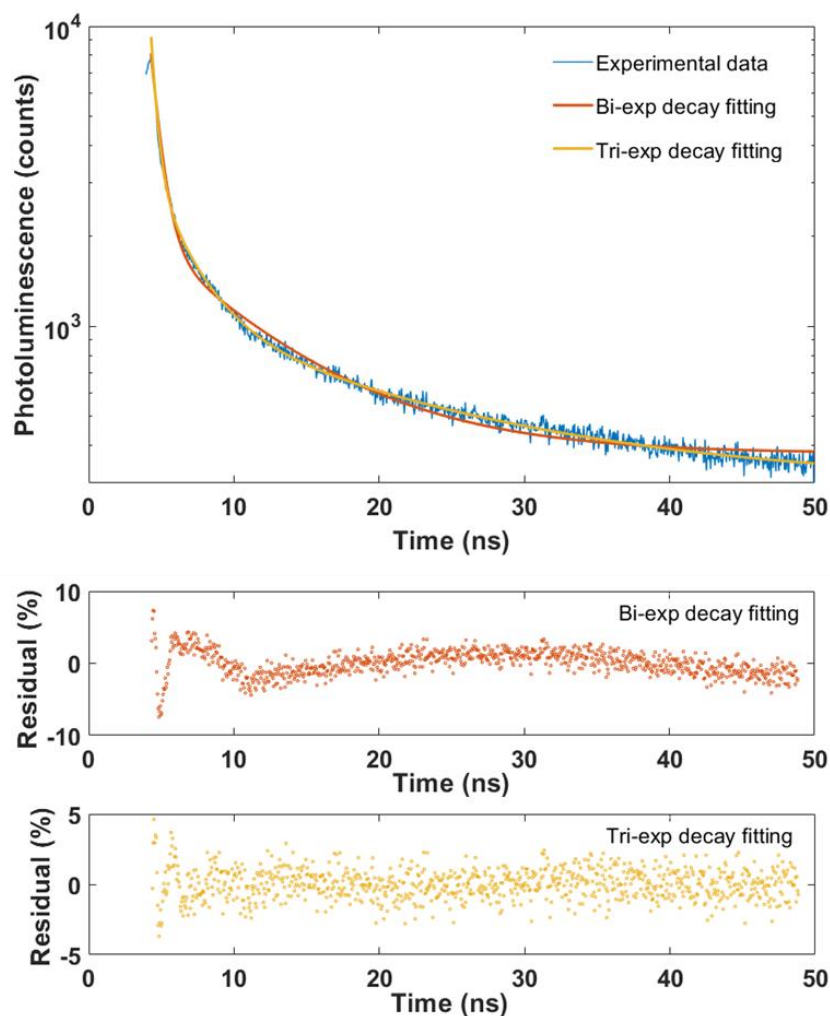 10^4
Photoluminescence (counts)
Experimental data
Bi-exp decay fitting
Tri-exp decay fitting
10^3
0 10 20 30 40 50
Time (ns)
10
Residual (%)
Bi-exp decay fitting
0
-10
0 10 20 30 40 50
Time (ns)
5
Residual (%)
Tri-exp decay fitting
0
-5
0 10 20 30 40 50
Time (ns)